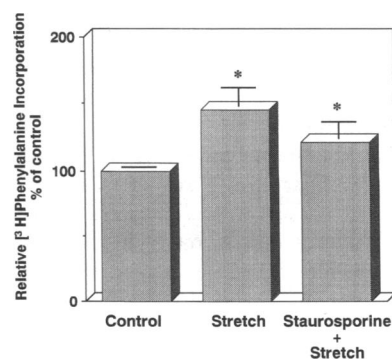 Relative [³ H]Phenylalanine Incorporation
% of control
200
100
0
*
*
Control
Stretch
Staurosporine
+
Stretch